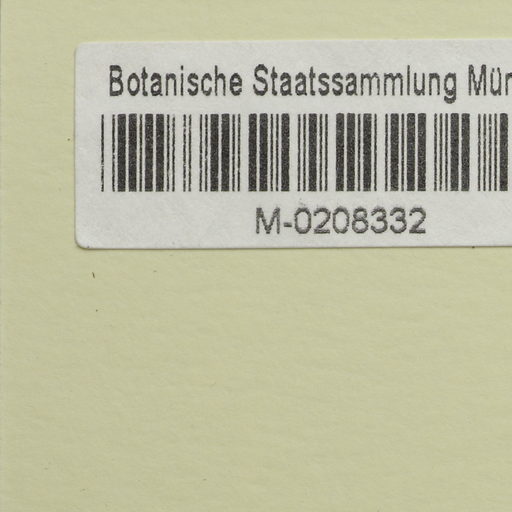 Botanische Staatssammlung Mün
M-0208332